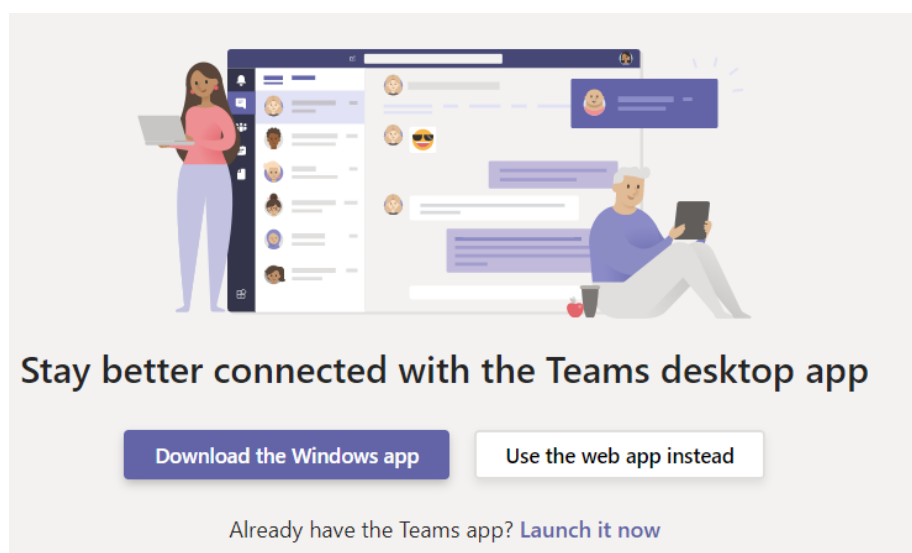 Stay better connected with the Teams desktop app
Download the Windows app
Use the web app instead
Already have the Teams app? Launch it now